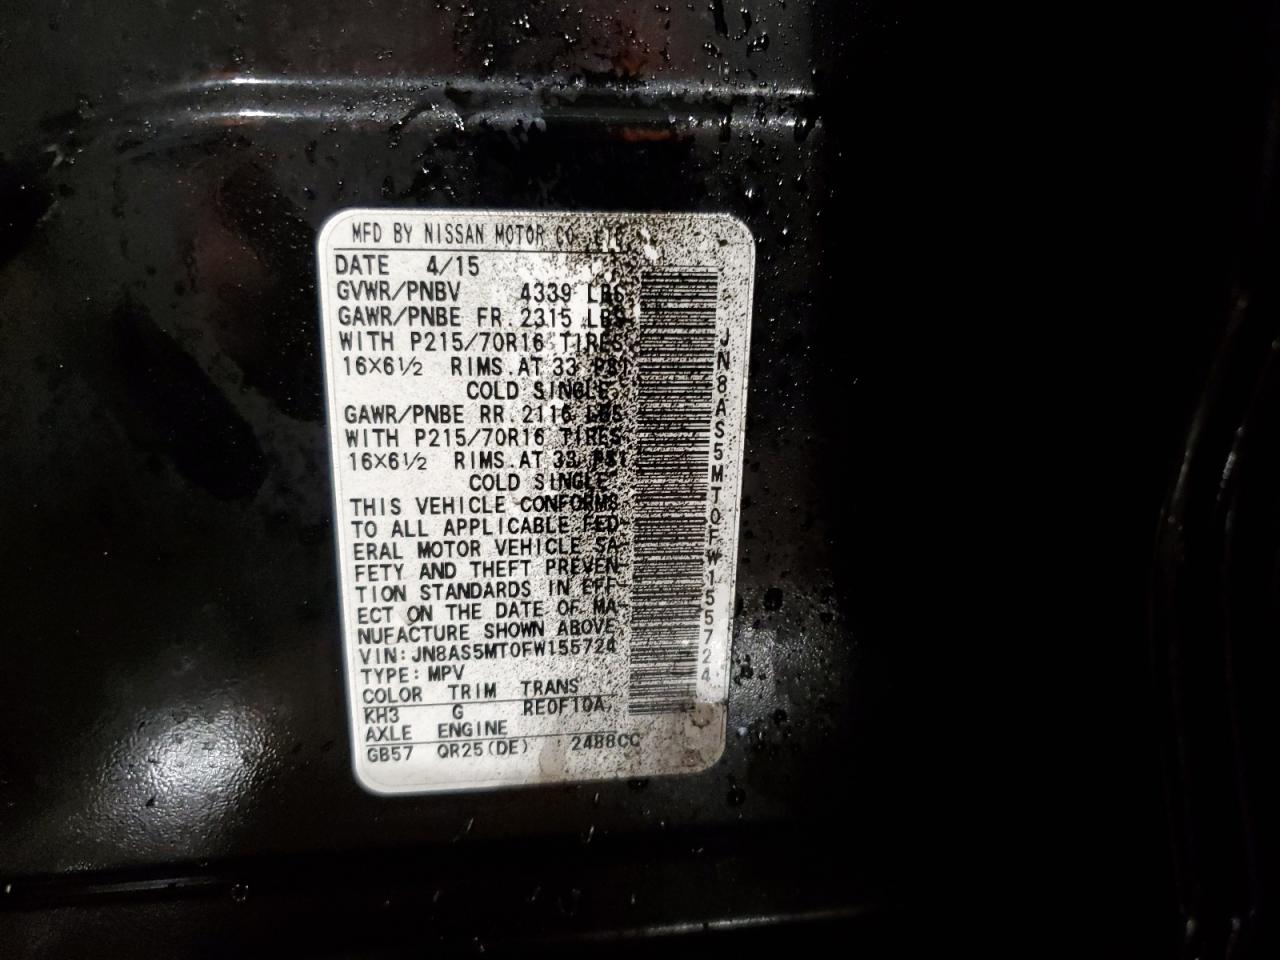 MFD BY NISSAN MOTOR CO., LTD.
DATE 4/15
GVWR/PNBV 4339 LBS
GAWR/PNBE FR. 2315 LBS
WITH P215/70R16 TIRES
16×6½ RIMS. AT 33 PSI
COLD SINGLE
GAWR/PNBE RR. 2116 LBS
WITH P215/70R16 TIRES
16×6½ RIMS. AT 33 PSI
COLD SINGLE
THIS VEHICLE CONFORMS
TO ALL APPLICABLE FED-
ERAL MOTOR VEHICLE SA-
FETY AND THEFT PREVEN-
TION STANDARDS IN EFF-
ECT ON THE DATE OF MA-
NUFACTURE SHOWN ABOVE.
VIN: JN8AS5MT0FW155724
TYPE: MPV
COLOR TRIM TRANS
KH3 G RE0F10A
AXLE ENGINE
GB57 QR25(DE) 2488CC
JN8AS5MT0FW155724